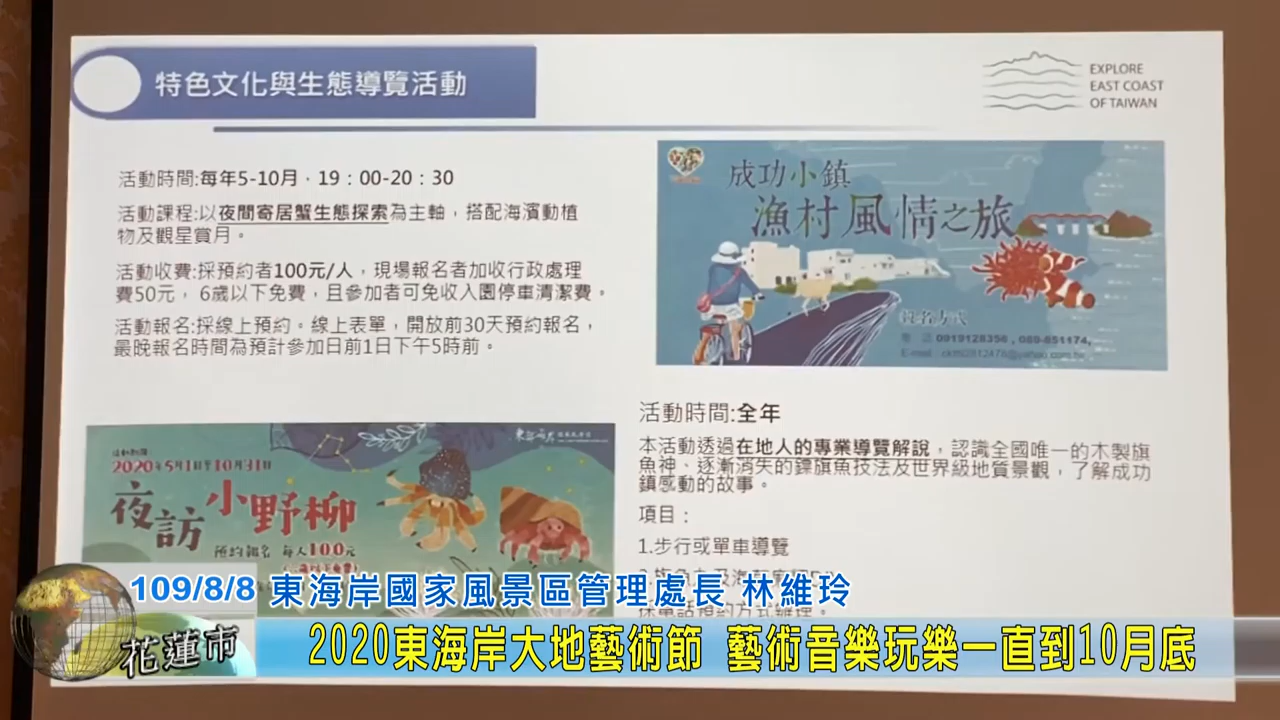 特色文化與生態導覽活動
EXPLORE
EAST COAST
OF TAIWAN
活動時間:每年5-10月，19：00-20：30
活動課程:以夜間寄居蟹生態探索為主軸，搭配海濱動植
物及觀星賞月。
活動收費:採預約者100元/人，現場報名者加收行政處理
費50元， 6歲以下免費，且參加者可免收入園停車清潔費。
活動報名:採線上預約。線上表單，開放前30天預約報名，
最晚報名時間為預計參加日前1日下午5時前。
成功小鎮
漁村風情之旅
報名方式
電話 0919128356 , 089-851174,
活動期間
2020年5月1日至10月31日
夜訪小野柳
預約報名 每人100元
活動時間:全年
本活動透過在地人的專業導覽解說，認識全國唯一的木製旗
魚神、逐漸消失的鏢旗魚技法及世界級地質景觀，了解成功
鎮感動的故事。
項目：
1.步行或單車導覽
109/8/8 東海岸國家風景區管理處長 林維玲
花蓮市
2020東海岸大地藝術節 藝術音樂玩樂一直到10月底